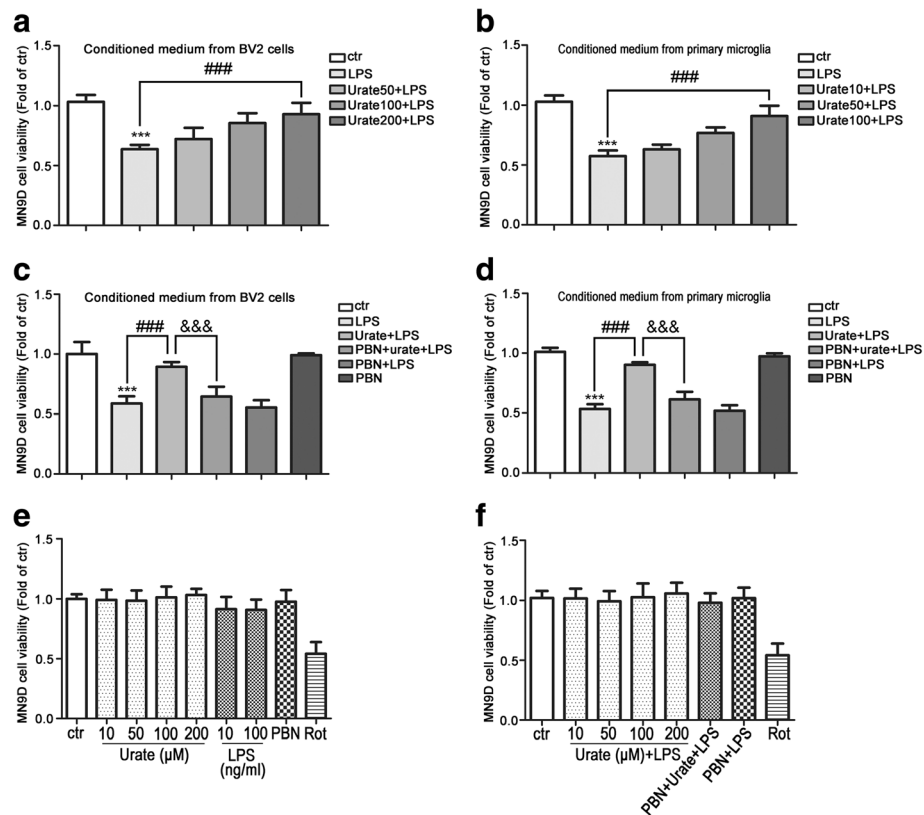 a
Conditioned medium from BV2 cells
MN9D cell viability (Fold of ctr)
1.5
1.0
0.5
0.0
***
###
ctr
LPS
Urate50+LPS
Urate100+LPS
Urate200+LPS
b
Conditioned medium from primary microglia
MN9D cell viability (Fold of ctr)
1.5
1.0
0.5
0.0
***
###
ctr
LPS
Urate10+LPS
Urate50+LPS
Urate100+LPS
c
Conditioned medium from BV2 cells
MN9D cell viability (Fold of ctr)
1.5
1.0
0.5
0.0
***
### &&&
ctr
LPS
Urate+LPS
PBN+urate+LPS
PBN+LPS
PBN
d
Conditioned medium from primary microglia
MN9D cell viability (Fold of ctr)
1.5
1.0
0.5
0.0
***
### &&&
ctr
LPS
Urate+LPS
PBN+urate+LPS
PBN+LPS
PBN
e
MN9D cell viability (Fold of ctr)
1.5
1.0
0.5
0.0
ctr 10 50 100 200 10 100 PBN Rot
Urate (µM) LPS
(ng/ml)
f
MN9D cell viability (Fold of ctr)
1.5
1.0
0.5
0.0
ctr 10 50 100 200 Rot
Urate (µM)+LPS
PBN+Urate+LPS
PBN+LPS